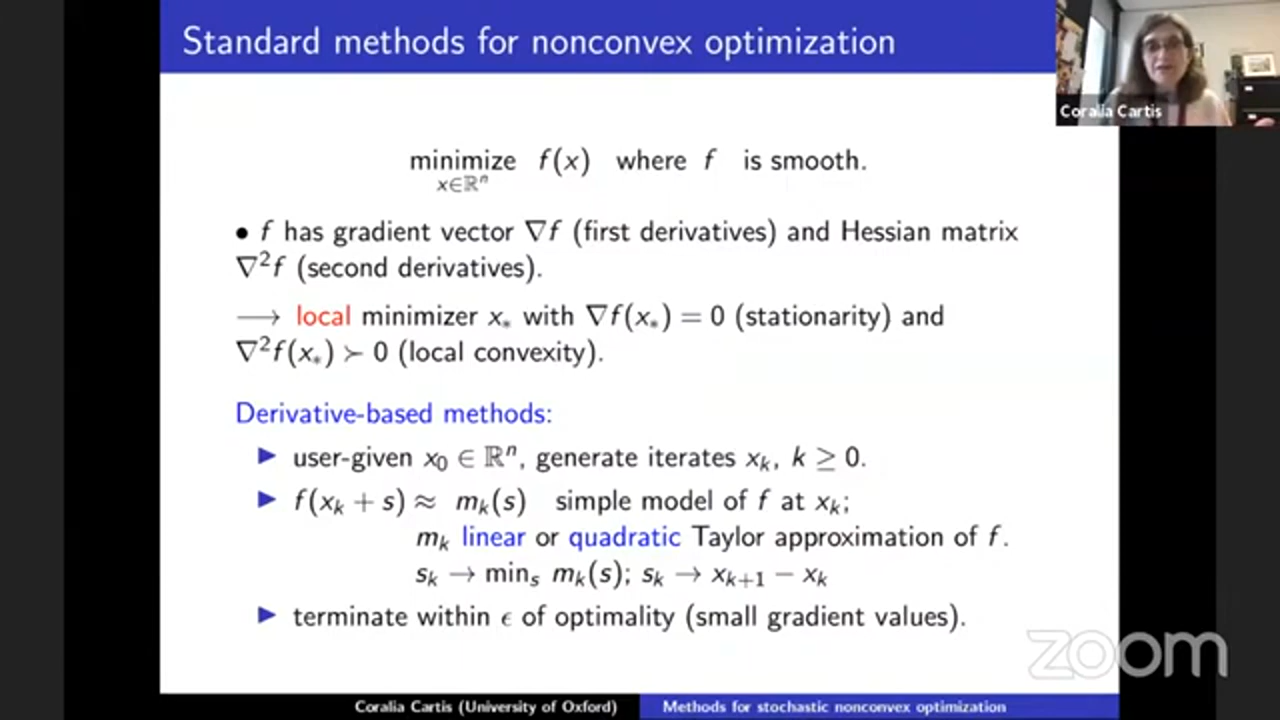 Standard methods for nonconvex optimization
Coralia Cartis
minimize f(x) where f is smooth.
x∈ℝⁿ
• f has gradient vector ∇f (first derivatives) and Hessian matrix
∇²f (second derivatives).
⟶ local minimizer x* with ∇f(x*) = 0 (stationarity) and
∇²f(x*) ≻ 0 (local convexity).
Derivative-based methods:
▶ user-given x₀ ∈ ℝⁿ, generate iterates xₖ, k ≥ 0.
▶ f(xₖ + s) ≈ mₖ(s) simple model of f at xₖ;
mₖ linear or quadratic Taylor approximation of f.
sₖ → minₛ mₖ(s); sₖ → xₖ₊₁ − xₖ
▶ terminate within ϵ of optimality (small gradient values).
zoom
Coralia Cartis (University of Oxford) Methods for stochastic nonconvex optimization